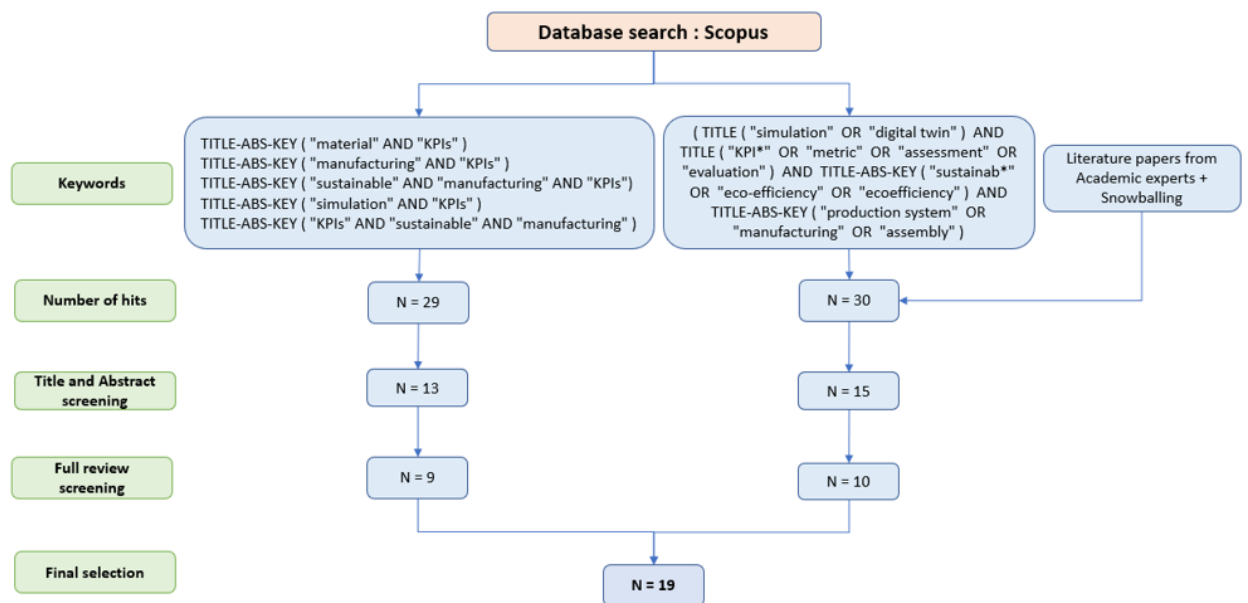 Database search : Scopus
Keywords
TITLE-ABS-KEY ( "material" AND "KPIs" )
TITLE-ABS-KEY ( "manufacturing" AND "KPIs" )
TITLE-ABS-KEY ( "sustainable" AND "manufacturing" AND "KPIs")
TITLE-ABS-KEY ( "simulation" AND "KPIs" )
TITLE-ABS-KEY ( "KPIs" AND "sustainable" AND "manufacturing" )
( TITLE ( "simulation" OR "digital twin" ) AND
TITLE ( "KPI*" OR "metric" OR "assessment" OR
"evaluation" ) AND TITLE-ABS-KEY ( "sustainab*"
OR "eco-efficiency" OR "ecoefficiency" ) AND
TITLE-ABS-KEY ( "production system" OR
"manufacturing" OR "assembly" )
Literature papers from
Academic experts +
Snowballing
Number of hits
N = 29
N = 30
Title and Abstract
screening
N = 13
N = 15
Full review
screening
N = 9
N = 10
Final selection
N = 19